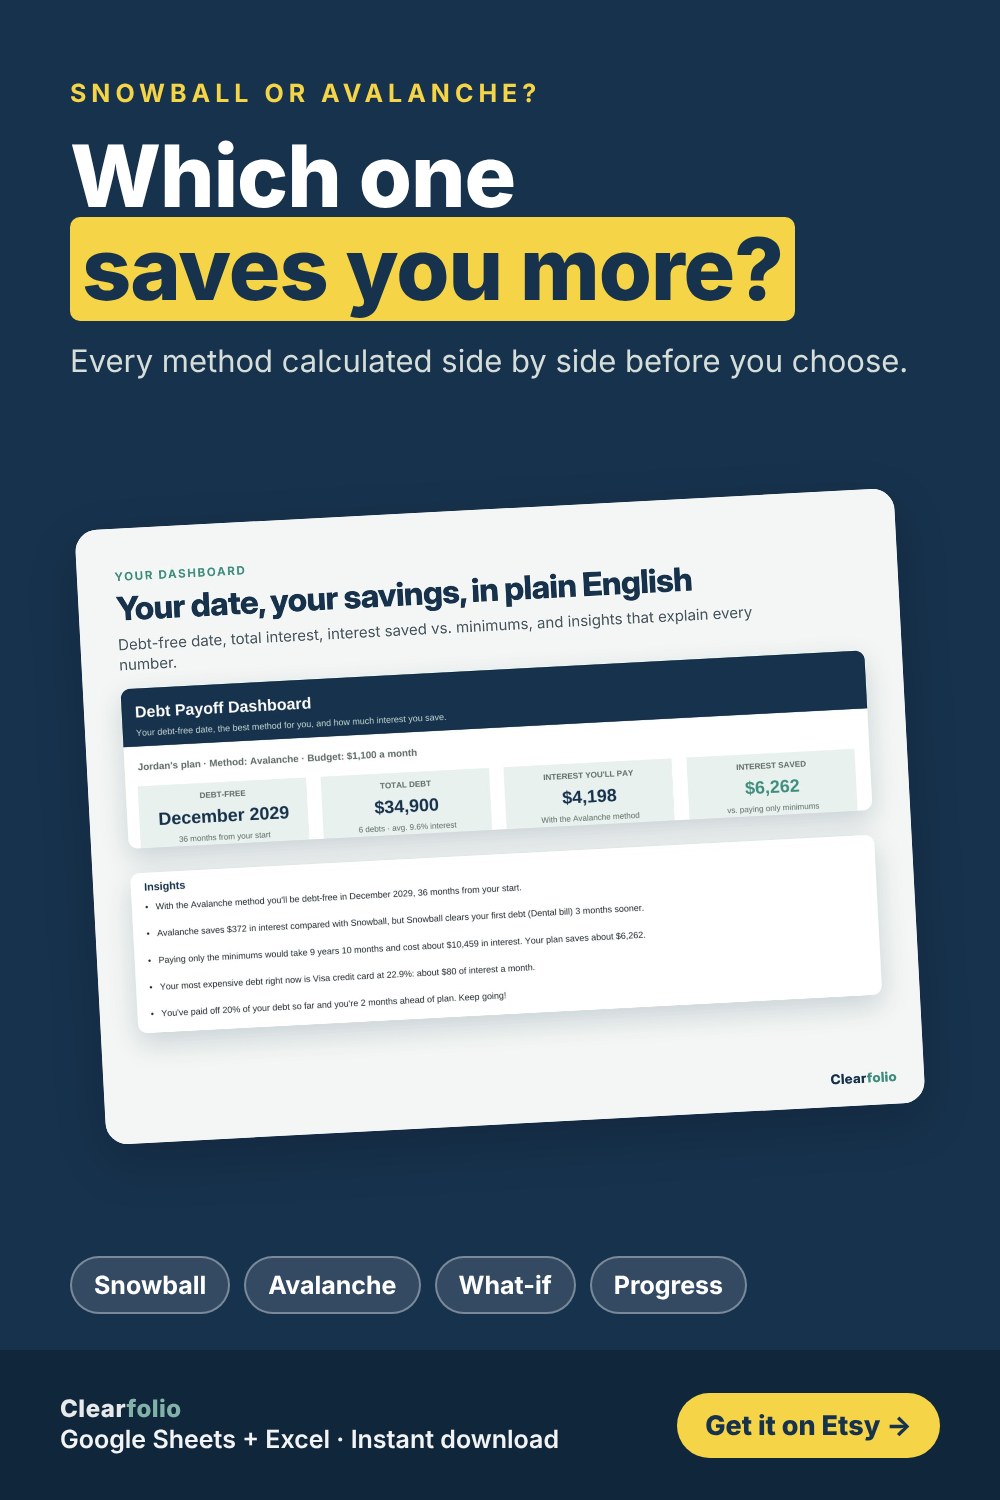 SNOWBALL OR AVALANCHE?
Which one
saves you more?
Every method calculated side by side before you choose.
YOUR DASHBOARD
Your date, your savings, in plain English
Debt-free date, total interest, interest saved vs. minimums, and insights that explain every
number.
Debt Payoff Dashboard
Your debt-free date, the best method for you, and how much interest you save.
Jordan's plan · Method: Avalanche · Budget: $1,100 a month
DEBT-FREE
December 2029
36 months from your start
TOTAL DEBT
$34,900
6 debts · avg. 9.6% interest
INTEREST YOU'LL PAY
$4,198
With the Avalanche method
INTEREST SAVED
$6,262
vs. paying only minimums
Insights
• With the Avalanche method you'll be debt-free in December 2029, 36 months from your start.
• Avalanche saves $372 in interest compared with Snowball, but Snowball clears your first debt (Dental bill) 3 months sooner.
• Paying only the minimums would take 9 years 10 months and cost about $10,459 in interest. Your plan saves about $6,262.
• Your most expensive debt right now is Visa credit card at 22.9%: about $80 of interest a month.
• You've paid off 20% of your debt so far and you're 2 months ahead of plan. Keep going!
Clearfolio
Snowball
Avalanche
What-if
Progress
Clearfolio
Google Sheets + Excel · Instant download
Get it on Etsy →